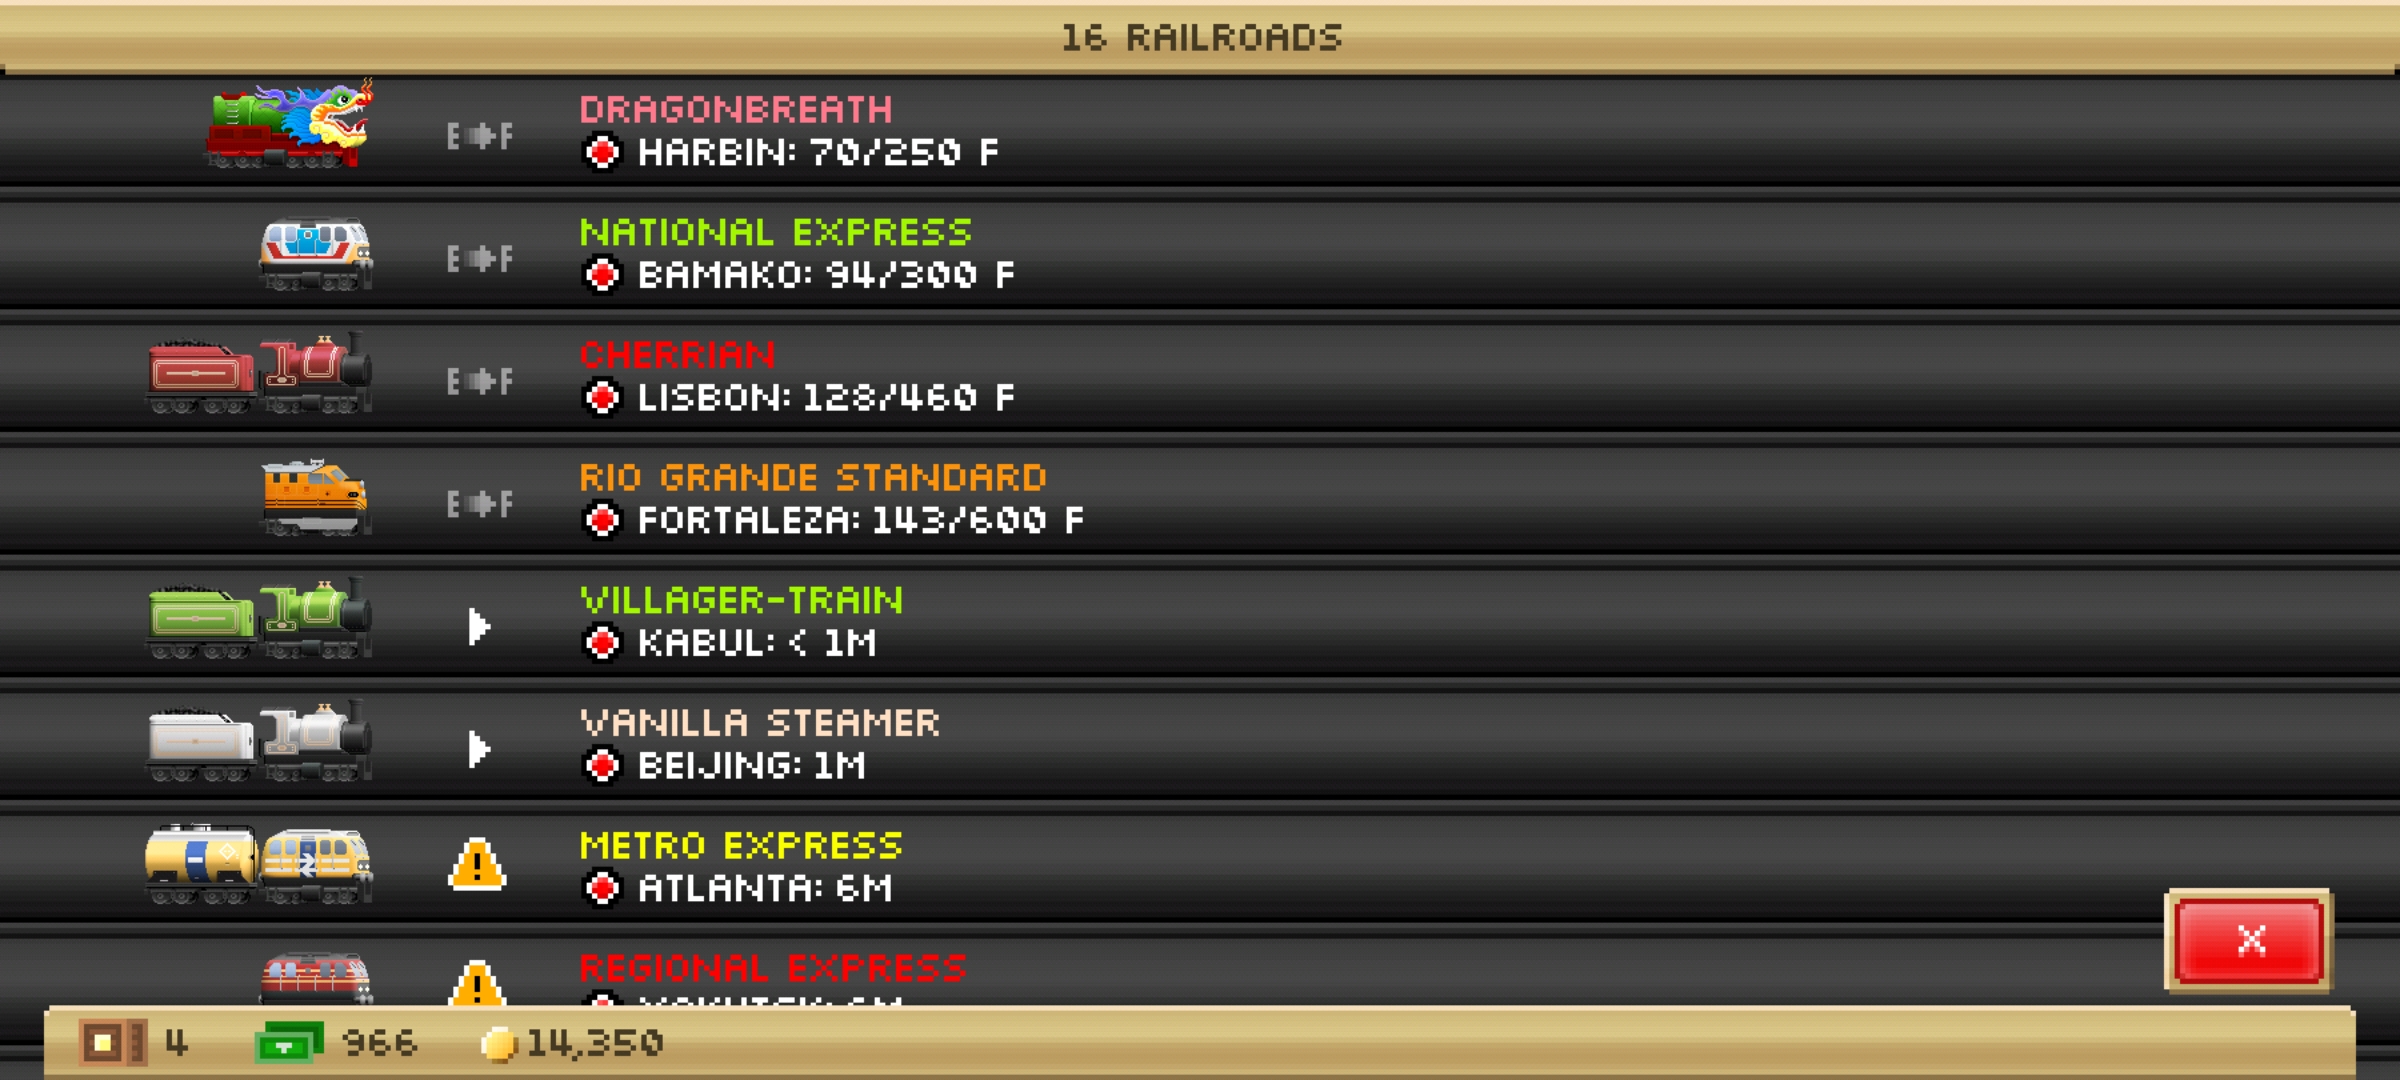 16 RAILROADS
DRAGONBREATH
E F
HARBIN: 70/250 F
NATIONAL EXPRESS
E F
BAMAKO: 94/300 F
CHERRIAN
E F
LISBON: 128/460 F
RIO GRANDE STANDARD
E F
FORTALEZA: 143/600 F
VILLAGER-TRAIN
KABUL: < 1M
VANILLA STEAMER
BEIJING: 1M
METRO EXPRESS
ATLANTA: 6M
REGIONAL EXPRESS
X
4 966 14,350